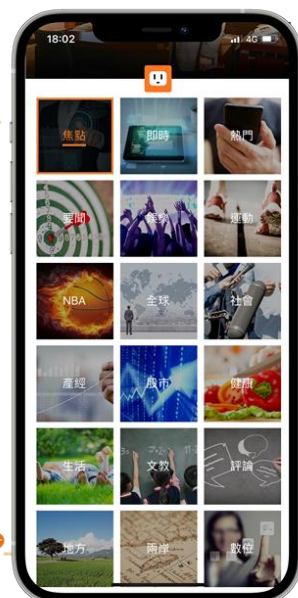 18:02
4G
焦點
即時
熱門
要聞
娛樂
運動
NBA
全球
社會
產經
股市
健康
生活
文教
評論
地方
兩岸
數位